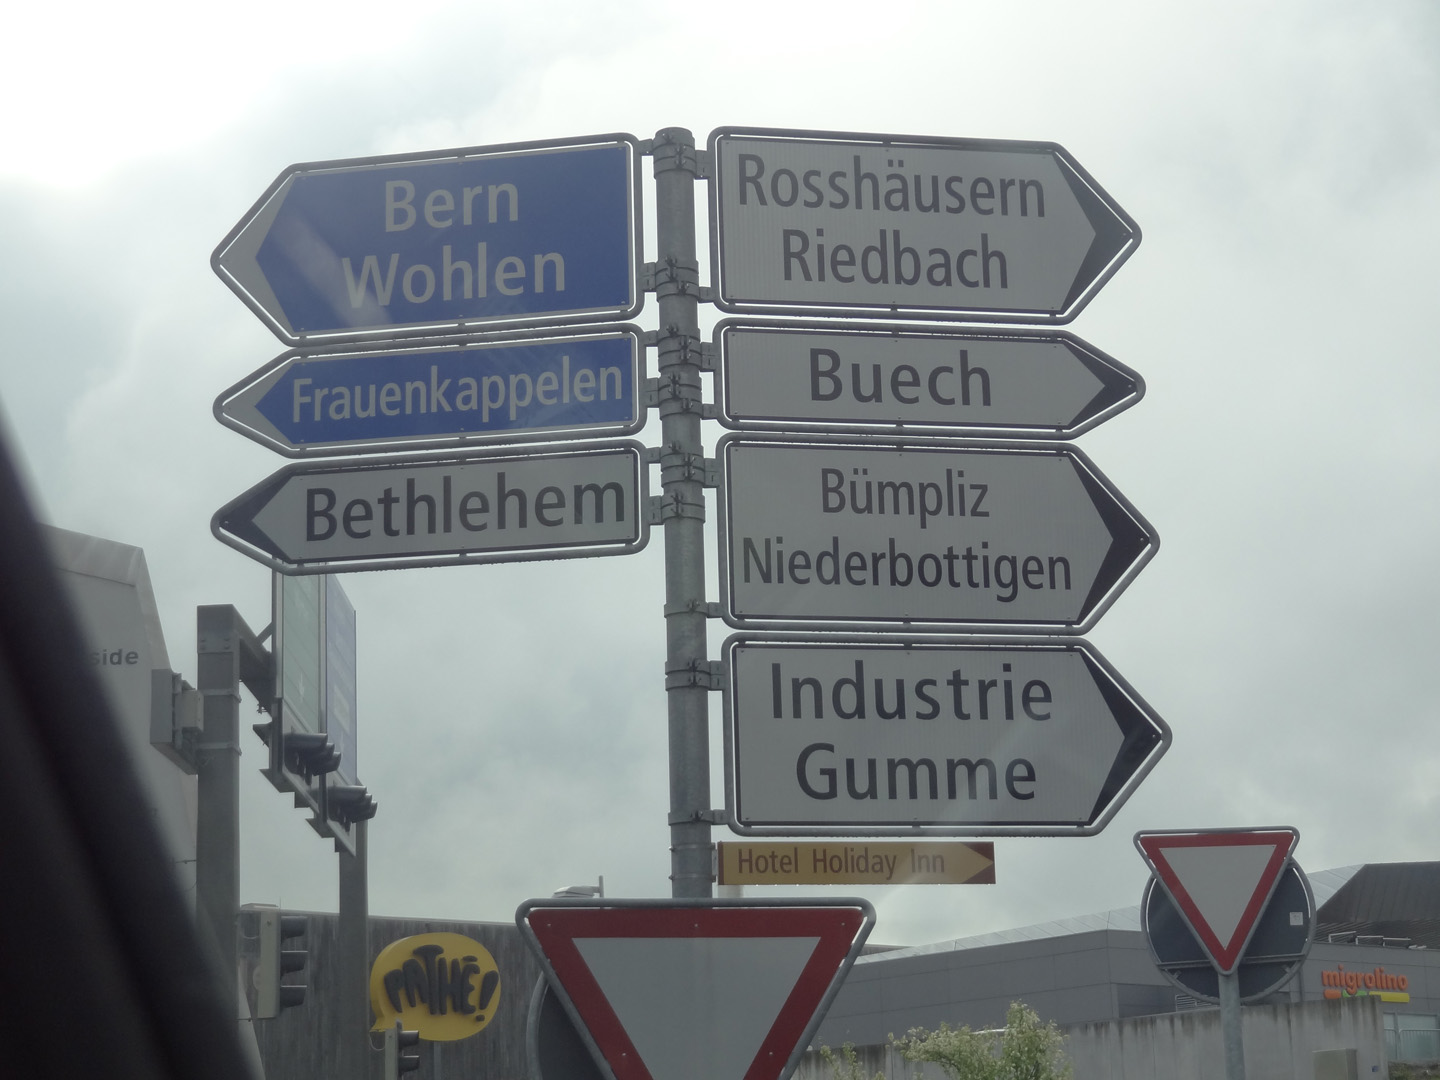 Bern
Wohlen
Frauenkappelen
Bethlehem
Rosshäusern
Riedbach
Buech
Bümpliz
Niederbottigen
Industrie
Gumme
Hotel Holiday Inn
side
PATHÉ!
migrolino